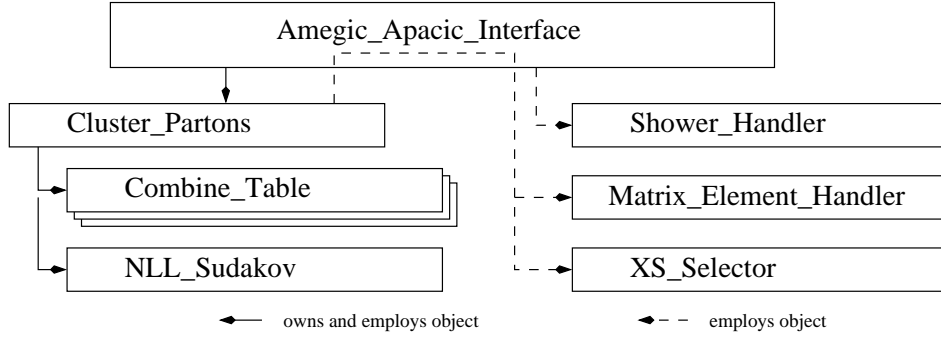 Amegic_Apacic_Interface
Cluster_Partons
Shower_Handler
Combine_Table
Matrix_Element_Handler
NLL_Sudakov
XS_Selector
owns and employs object
employs object